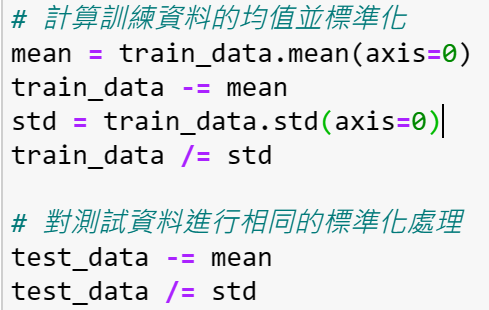 # 計算訓練資料的均值並標準化
mean = train_data.mean(axis=0)
train_data -= mean
std = train_data.std(axis=0)
train_data /= std
# 對測試資料進行相同的標準化處理
test_data -= mean
test_data /= std